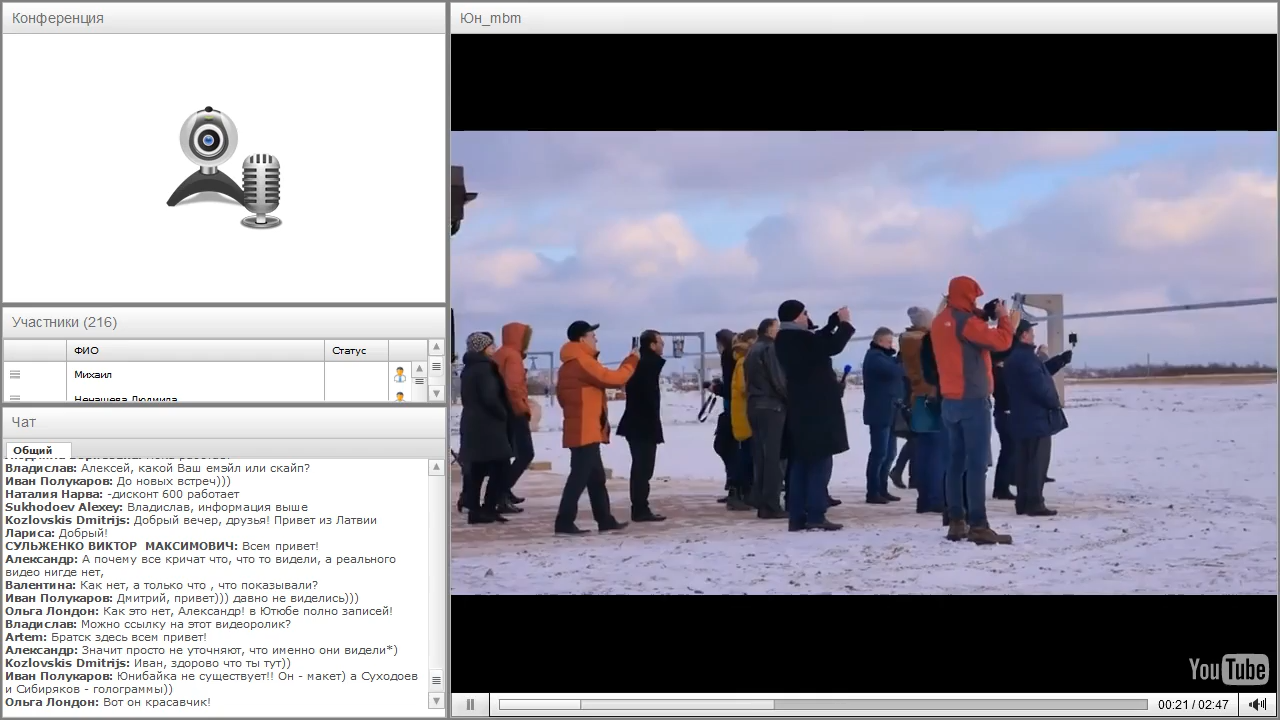 Конференция
Юн_mbm
Участники (216)
ФИО
Статус
Михаил
Ненашева Людмила
Чат
Общий
Владислав: Алексей, какой Ваш емэйл или скайп?
Иван Полукаров: До новых встреч)))
Наталия Нарва: -дисконт 600 работает
Sukhodoev Alexey: Владислав, информация выше
Kozlovskis Dmitrijs: Добрый вечер, друзья! Привет из Латвии
Лариса: Добрый!
СУЛЬЖЕНКО ВИКТОР МАКСИМОВИЧ: Всем привет!
Александр: А почему все кричат что, что то видели, а реального
видео нигде нет,
Валентина: Как нет, а только что , что показывали?
Иван Полукаров: Дмитрий, привет))) давно не виделись)))
Ольга Лондон: Как это нет, Александр! в Ютюбе полно записей!
Владислав: Можно ссылку на этот видеоролик?
Artem: Братск здесь всем привет!
Александр: Значит просто не уточняют, что именно они видели*)
Kozlovskis Dmitrijs: Иван, здорово что ты тут))
Иван Полукаров: Юнибайка не существует!! Он - макет) а Суходоев
и Сибиряков - голограммы))
Ольга Лондон: Вот он красавчик!
YouTube
00:21 / 02:47